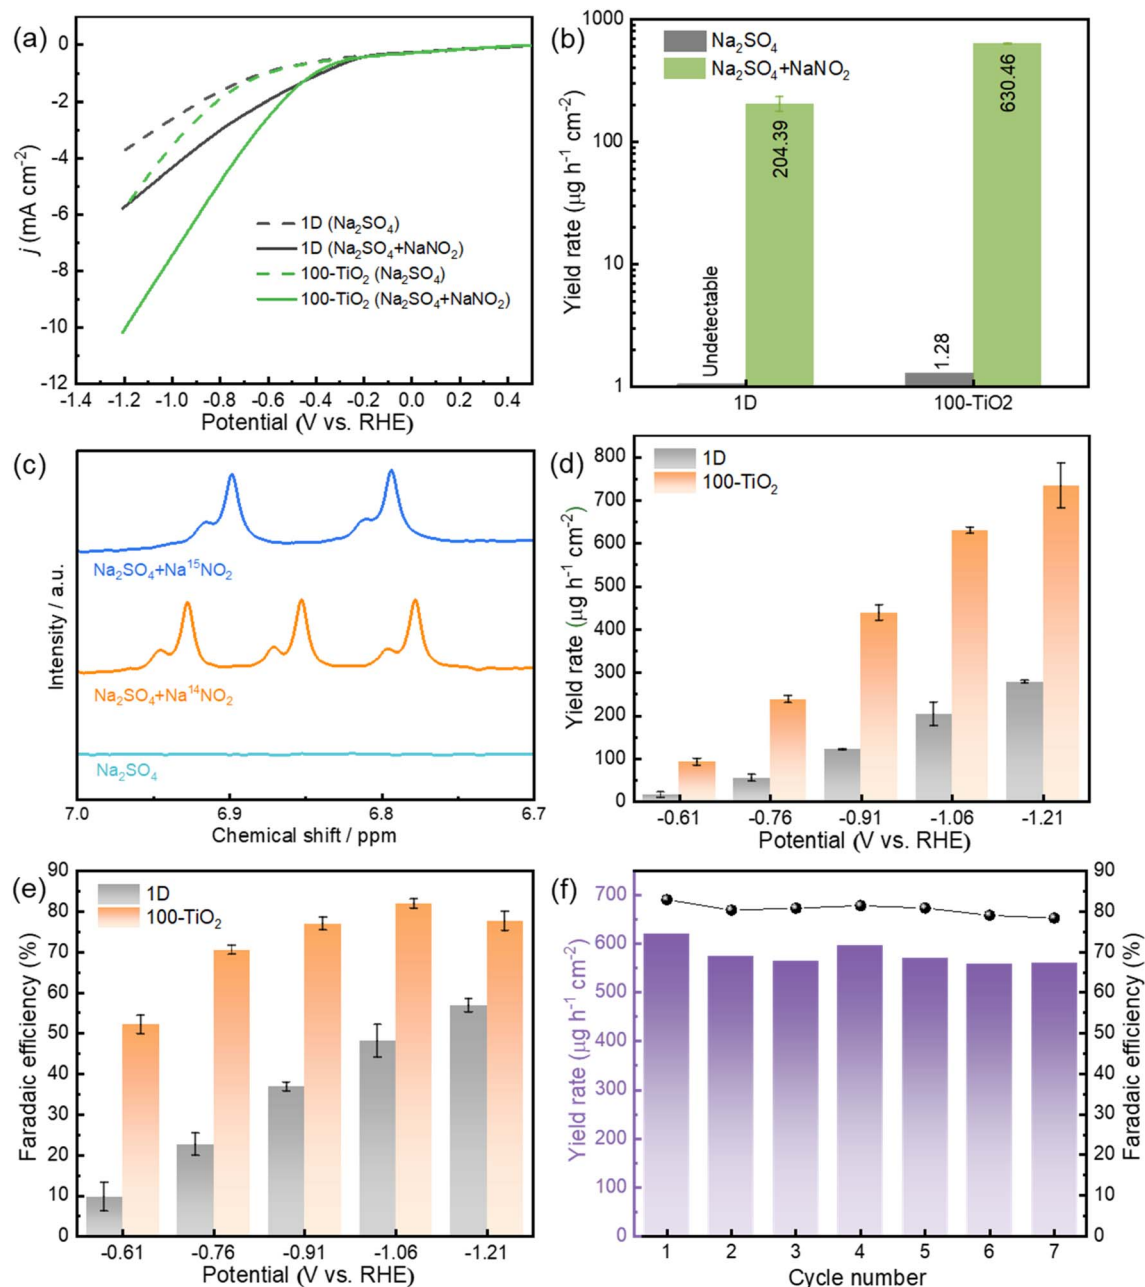 (a)
0
-2
-4
-6
-8
-10
-12
j (mA cm⁻²)
1D (Na₂SO₄)
1D (Na₂SO₄+NaNO₂)
100-TiO₂ (Na₂SO₄)
100-TiO₂ (Na₂SO₄+NaNO₂)
-1.4 -1.2 -1.0 -0.8 -0.6 -0.4 -0.2 0.0 0.2 0.4
Potential (V vs. RHE)
(b)
1000
100
10
1
Yield rate (μg h⁻¹ cm⁻²)
Na₂SO₄
Na₂SO₄+NaNO₂
Undetectable
204.39
1.28
630.46
1D 100-TiO2
(c)
Intensity / a.u.
Na₂SO₄+Na¹⁵NO₂
Na₂SO₄+Na¹⁴NO₂
Na₂SO₄
7.0 6.9 6.8 6.7
Chemical shift / ppm
(d)
800
700
600
500
400
300
200
100
0
Yield rate (μg h⁻¹ cm⁻²)
1D
100-TiO₂
-0.61 -0.76 -0.91 -1.06 -1.21
Potential (V vs. RHE)
(e)
90
80
70
60
50
40
30
20
10
0
Faradaic efficiency (%)
1D
100-TiO₂
-0.61 -0.76 -0.91 -1.06 -1.21
Potential (V vs. RHE)
(f)
700
600
500
400
300
200
100
0
Yield rate (μg h⁻¹ cm⁻²)
90
80
70
60
50
40
30
20
10
0
Faradaic efficiency (%)
1 2 3 4 5 6 7
Cycle number